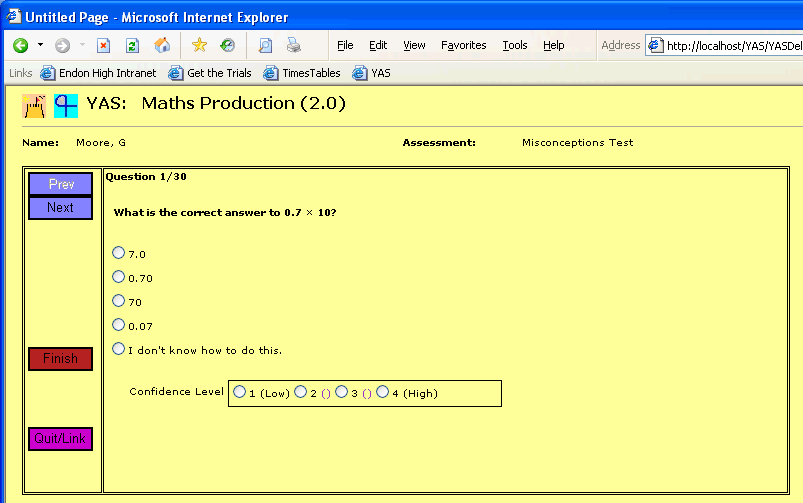 Untitled Page - Microsoft Internet Explorer
File Edit View Favorites Tools Help Address http://localhost/YAS/YASDel
Links Endon High Intranet Get the Trials TimesTables YAS
YAS: Maths Production (2.0)
Name: Moore, G Assessment: Misconceptions Test
Prev
Next
Finish
Quit/Link
Question 1/30
What is the correct answer to 0.7 × 10?
7.0
0.70
70
0.07
I don't know how to do this.
Confidence Level 1 (Low) 2 () 3 () 4 (High)